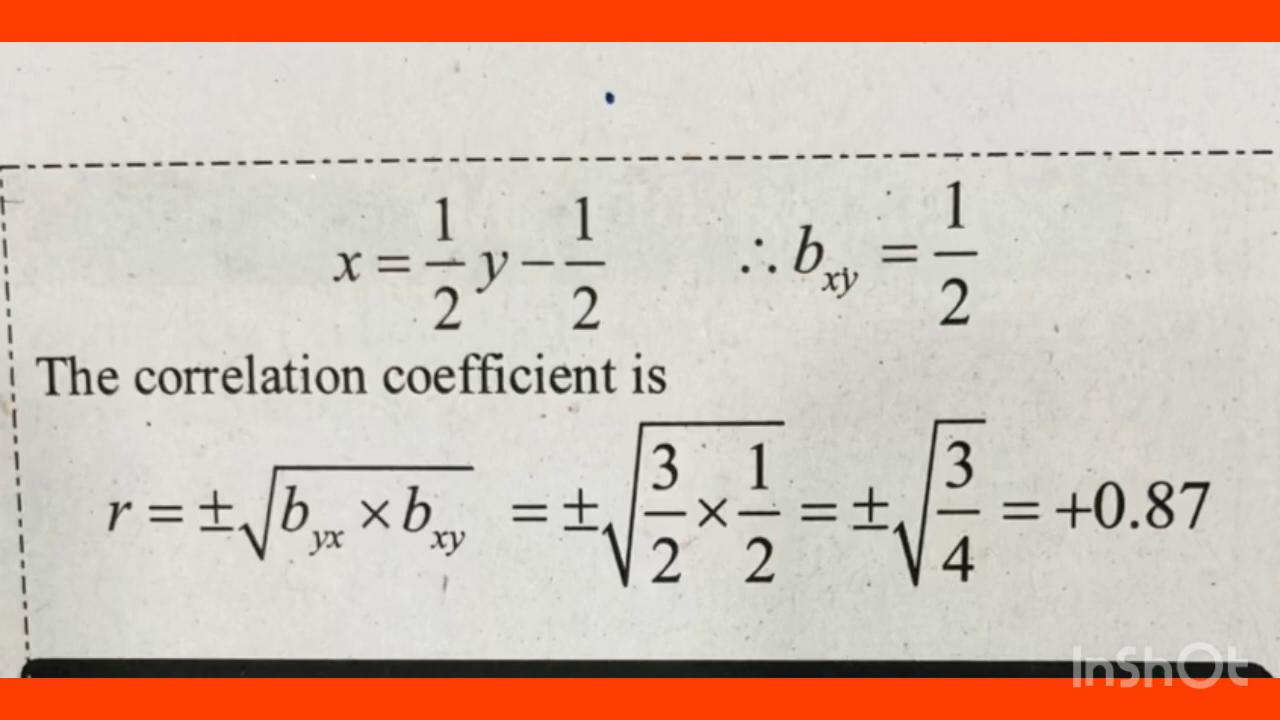 x = 1/2 y − 1/2 ∴ b_xy = 1/2
The correlation coefficient is
r = ±√(b_yx × b_xy) = ±√(3/2 × 1/2) = ±√(3/4) = +0.87
InShOt